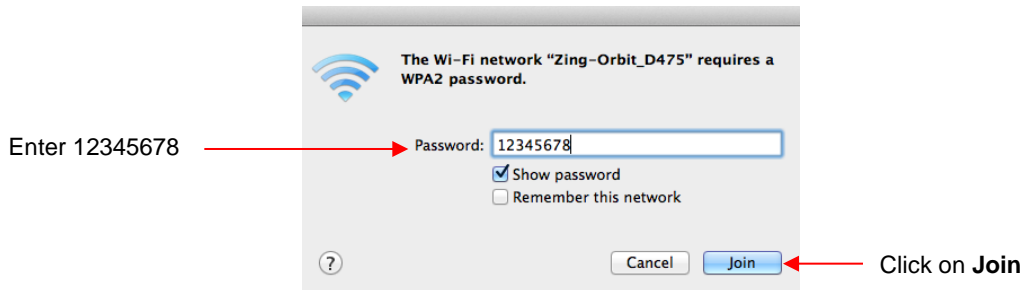 The Wi-Fi network “Zing-Orbit_D475” requires a
WPA2 password.
Enter 12345678
Password: 12345678
Show password
Remember this network
?
Cancel
Join
Click on Join